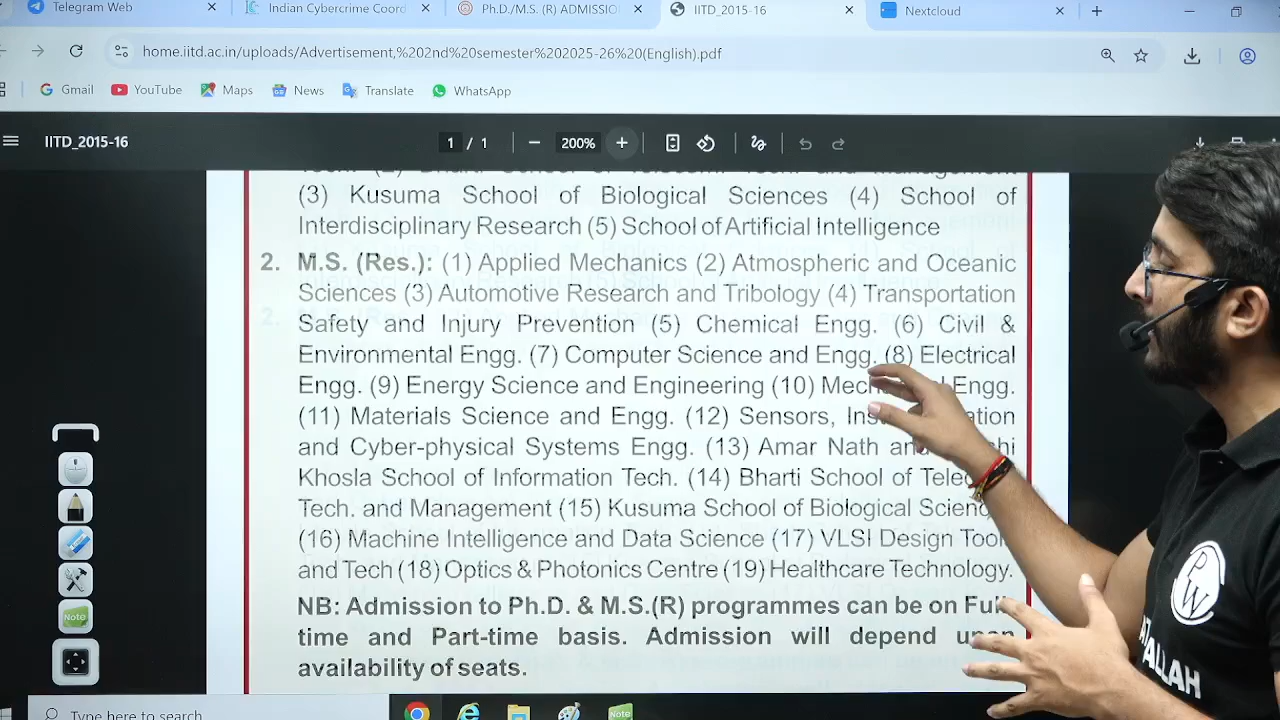 Telegram Web
Indian Cybercrime Coord
Ph.D./M.S. (R) ADMISSIO
IITD_2015-16
Nextcloud
home.iitd.ac.in/uploads/Advertisement,%202nd%20semester%202025-26%20(English).pdf
Gmail
YouTube
Maps
News
Translate
WhatsApp
IITD_2015-16
1 / 1
200%
(3) Kusuma School of Biological Sciences (4) School of
Interdisciplinary Research (5) School of Artificial Intelligence
2. M.S. (Res.): (1) Applied Mechanics (2) Atmospheric and Oceanic
Sciences (3) Automotive Research and Tribology (4) Transportation
Safety and Injury Prevention (5) Chemical Engg. (6) Civil &
Environmental Engg. (7) Computer Science and Engg. (8) Electrical
Engg. (9) Energy Science and Engineering (10) Engg.
(11) Materials Science and Engg. (12) Sensors,
and Cyber-physical Systems Engg. (13) Amar Nath
Khosla School of Information Tech. (14) Bharti School of
Tech. and Management (15) Kusuma School of Biological
(16) Machine Intelligence and Data Science (17) VLSI Design
and Tech (18) Optics & Photonics Centre (19) Healthcare Technology.
NB: Admission to Ph.D. & M.S.(R) programmes can be on
time and Part-time basis. Admission will depend
availability of seats.
Note
Type here to search
Note
PW